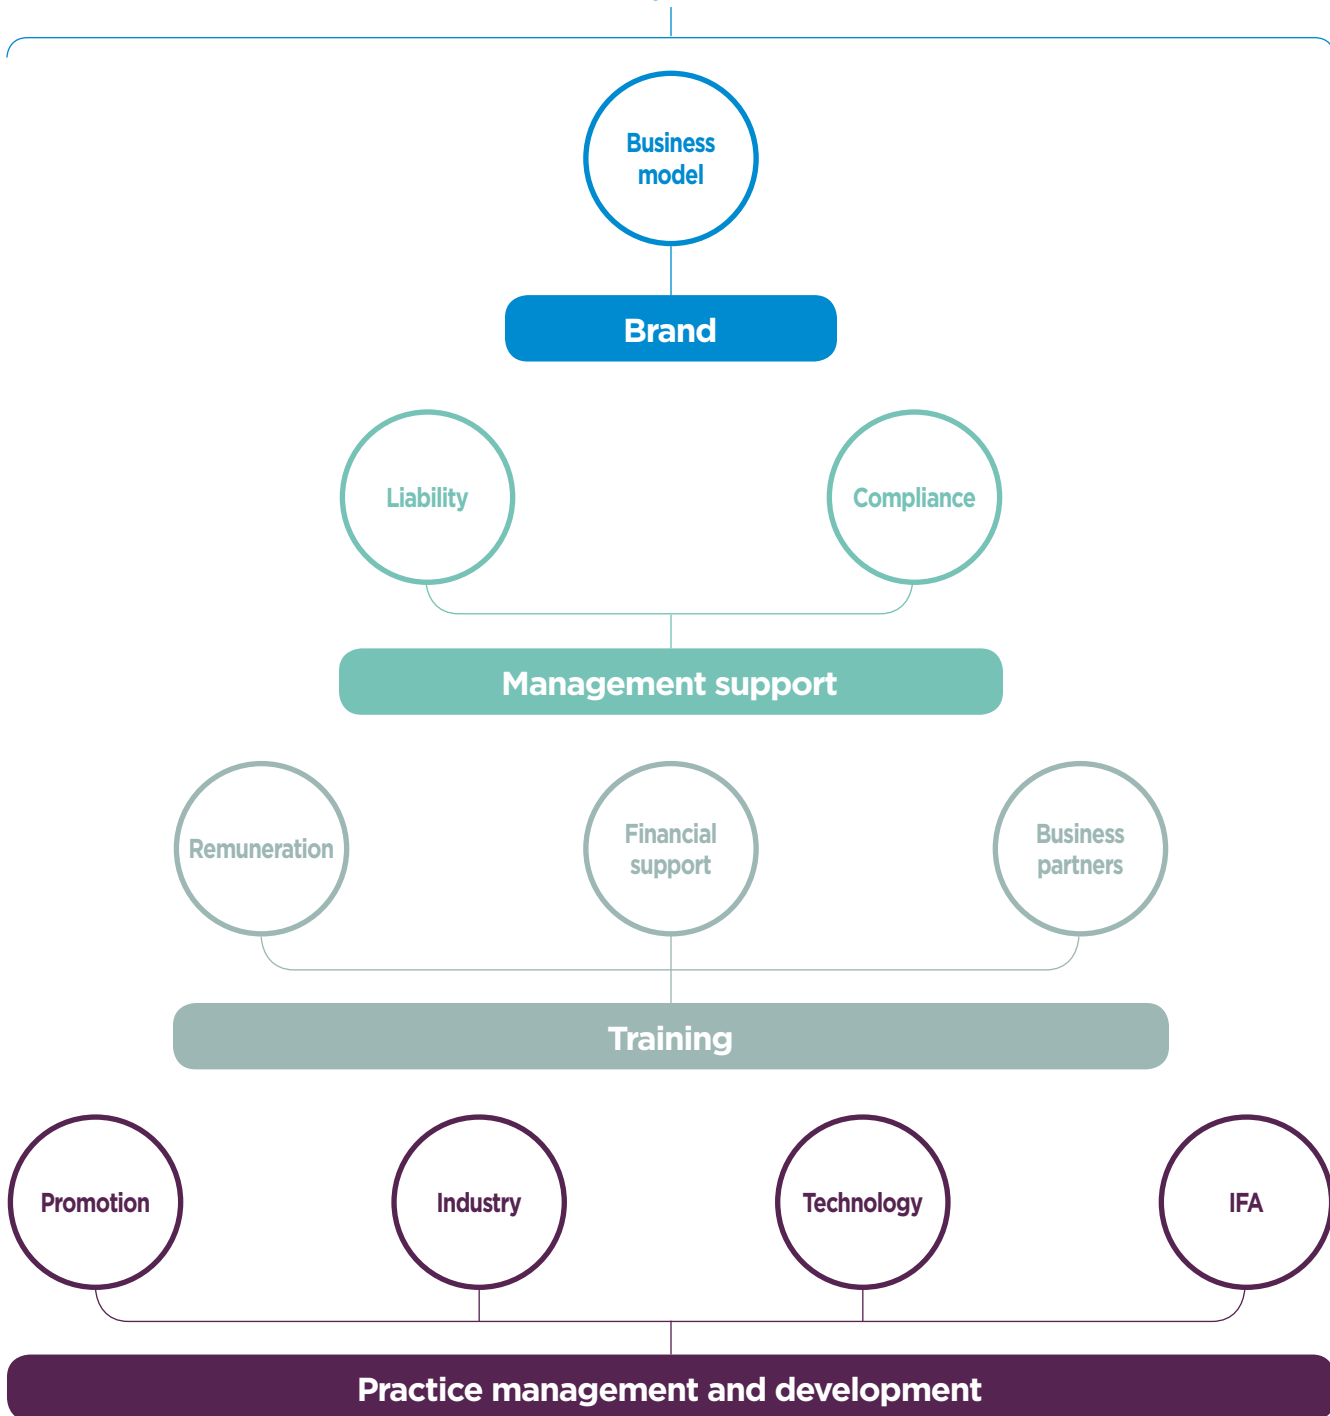 Business
model
Brand
Liability
Compliance
Management support
Remuneration
Financial
support
Business
partners
Training
Promotion
Industry
Technology
IFA
Practice management and development